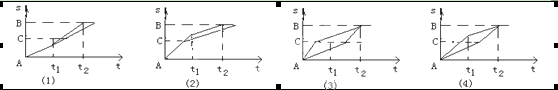 s
B
C
A
t₁
t₂
t
(1)
s
B
C
A
t₁
t₂
t
(2)
s
B
C
A
t₁
t₂
t
(3)
s
B
C
A
t₁
t₂
t
(4)